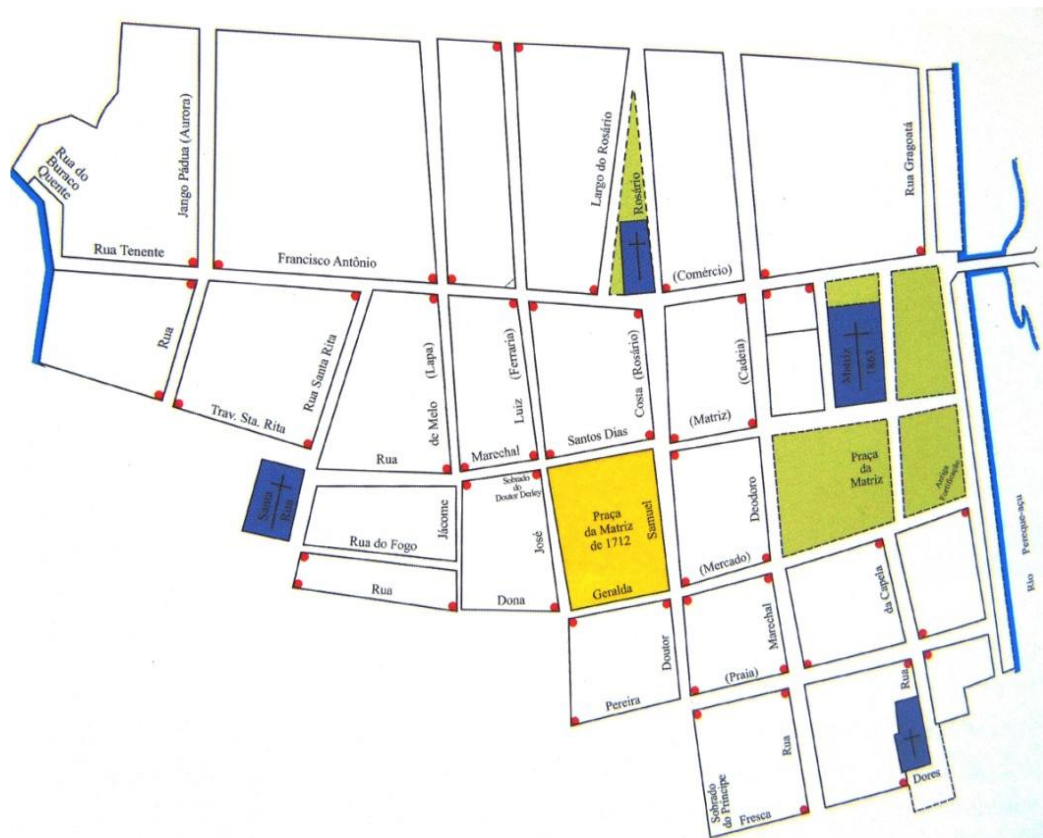 Rua do
Buraco
Quente
Jango Pádua (Aurora)
Rua Tenente
Francisco Antônio
Largo do Rosário
Rosário
(Comércio)
Rua Gragoatá
Rua
Trav. Sta. Rita
Rua Santa Rita
de Melo (Lapa)
Luiz (Ferraria)
Costa (Rosário)
(Cadeia)
Matriz
1863
Rua
Marechal
Santos Dias
(Matriz)
Santa
Rita
Rua do Fogo
Jácome
Sobrado
do
Doutor Derley
José
Praça
da Matriz
de 1712
Samuel
Deodoro
Praça
da
Matriz
Antiga
Fortificação
Rio Pereque-açu
Rua
Dona
Geralda
(Mercado)
Pereira
Doutor
(Praia)
Marechal
da Capela
Rua
Sobrado
do Príncipe
Fresca
Rua
Dores